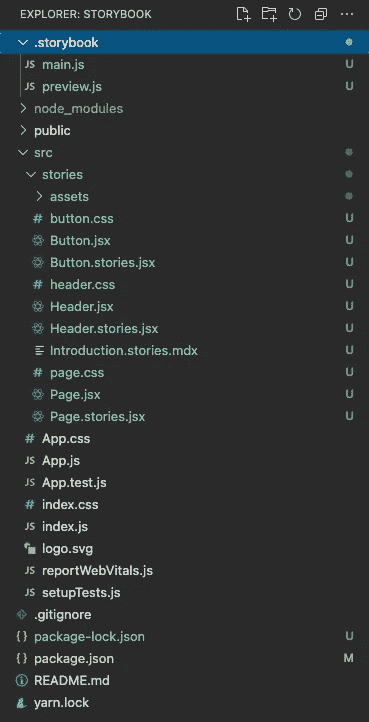 EXPLORER: STORYBOOK
.storybook
JS main.js U
JS preview.js U
node_modules
public
src
stories
assets
# button.css U
Button.jsx U
Button.stories.jsx U
# header.css U
Header.jsx U
Header.stories.jsx U
Introduction.stories.mdx U
# page.css U
Page.jsx U
Page.stories.jsx U
# App.css
JS App.js
JS App.test.js
# index.css
JS index.js
logo.svg
JS reportWebVitals.js
JS setupTests.js
.gitignore
{} package-lock.json U
{} package.json M
README.md
yarn.lock